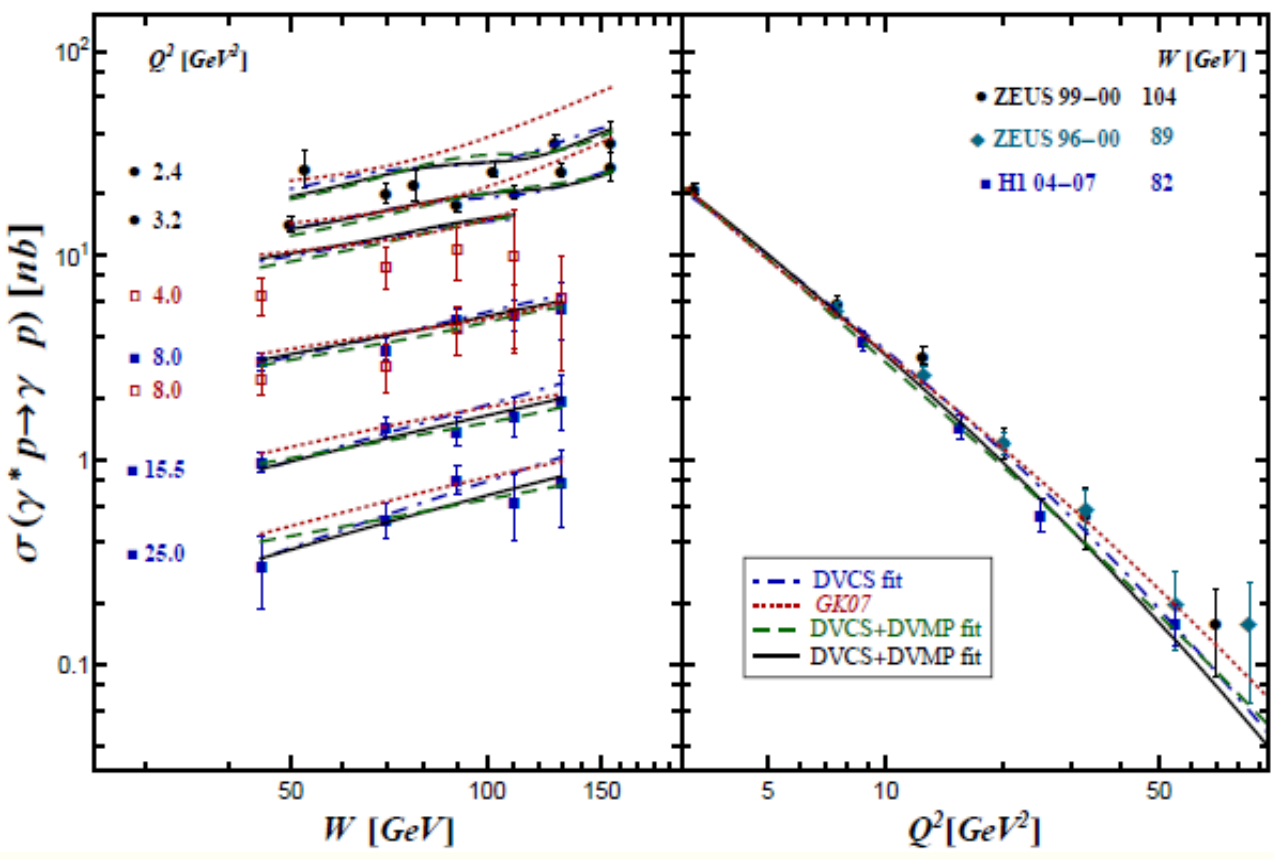 Q² [GeV²]
2.4
3.2
4.0
8.0
8.0
15.5
25.0
10²
10¹
1
0.1
σ(γ* p→γ p) [nb]
50 100 150
W [GeV]
W [GeV]
ZEUS 99–00 104
ZEUS 96–00 89
H1 04–07 82
DVCS fit
GK07
DVCS+DVMP fit
DVCS+DVMP fit
5 10 50
Q²[GeV²]